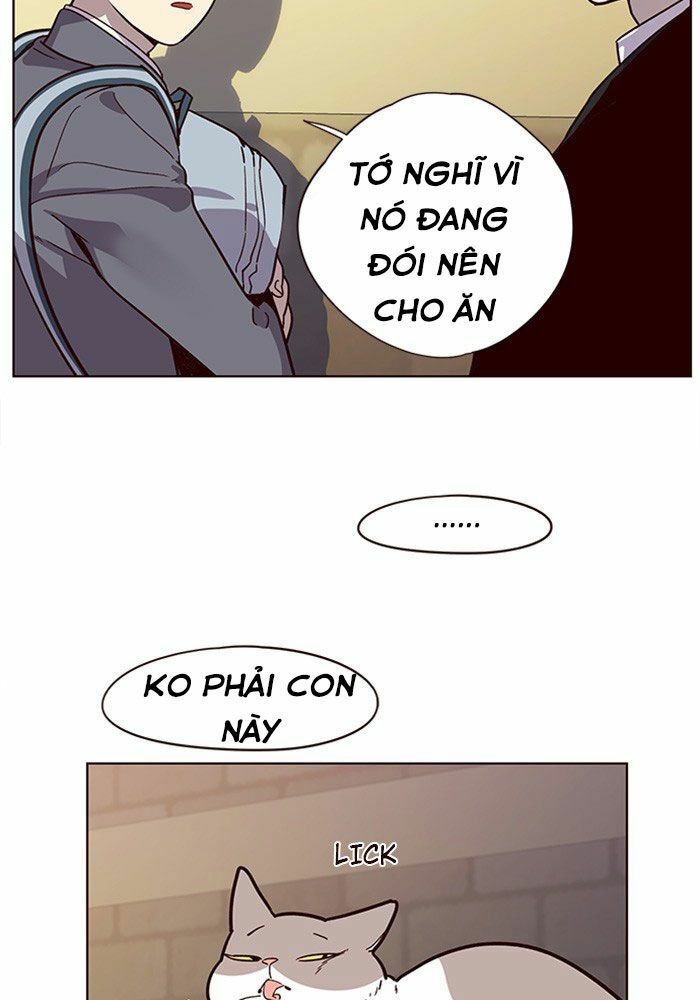 TỚ NGHĨ VÌ
NÓ ĐANG
ĐÓI NÊN
CHO ĂN
......
KO PHẢI CON
NÀY
LICK